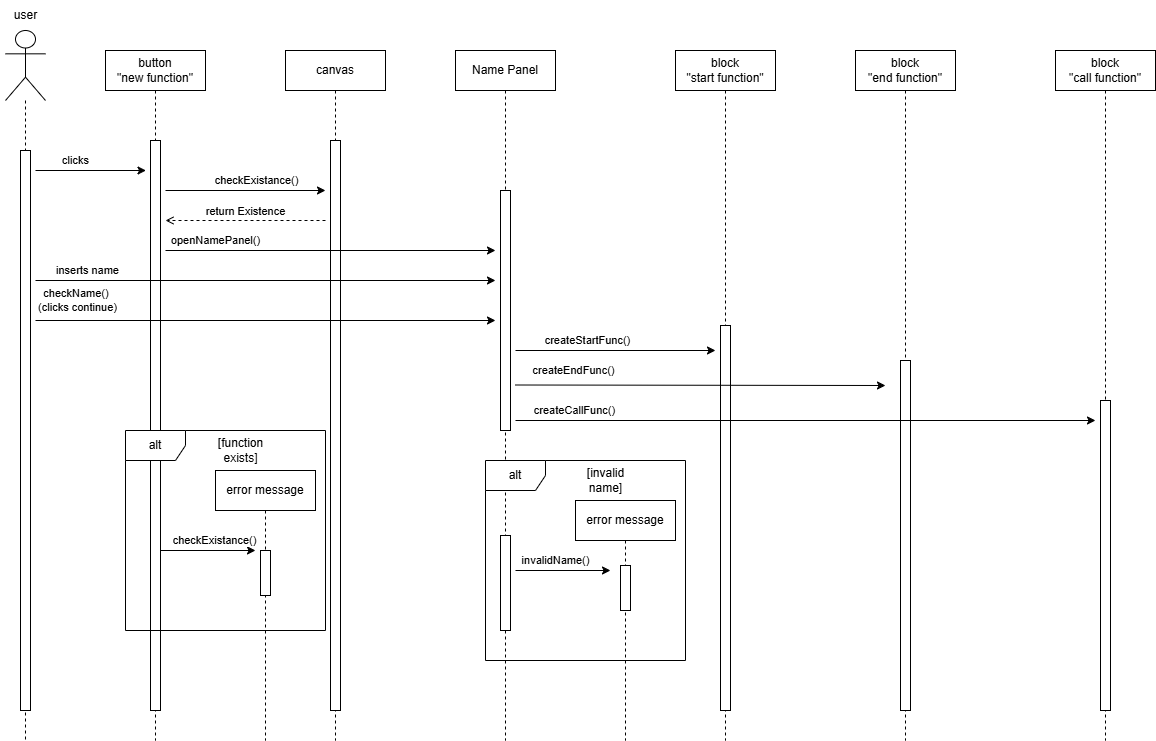 user
button
"new function"
canvas
Name Panel
block
"start function"
block
"end function"
block
"call function"
clicks
checkExistance()
return Existence
openNamePanel()
inserts name
checkName()
(clicks continue)
createStartFunc()
createEndFunc()
createCallFunc()
alt
[function
exists]
error message
checkExistance()
alt
[invalid
name]
error message
invalidName()